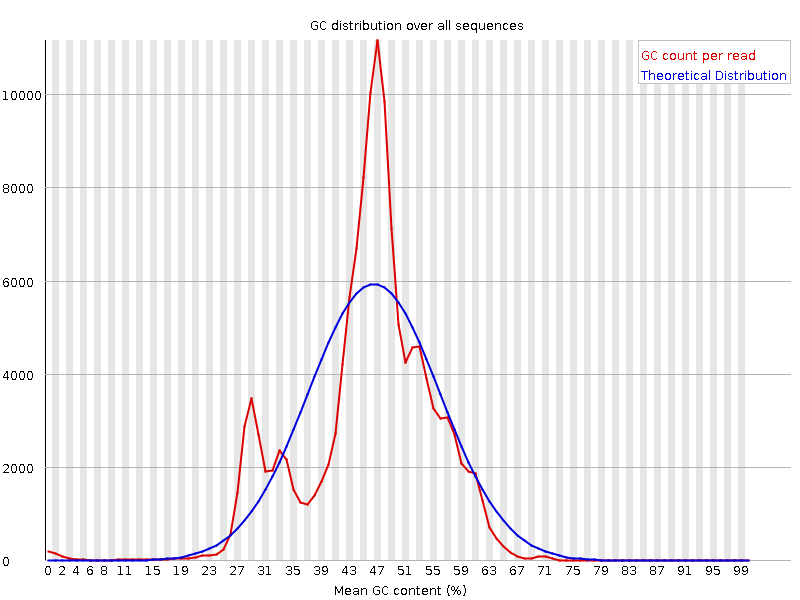 GC distribution over all sequences
GC count per read
Theoretical Distribution
10000
8000
6000
4000
2000
0
0 2 4 6 8 11 15 19 23 27 31 35 39 43 47 51 55 59 63 67 71 75 79 83 87 91 95 99
Mean GC content (%)